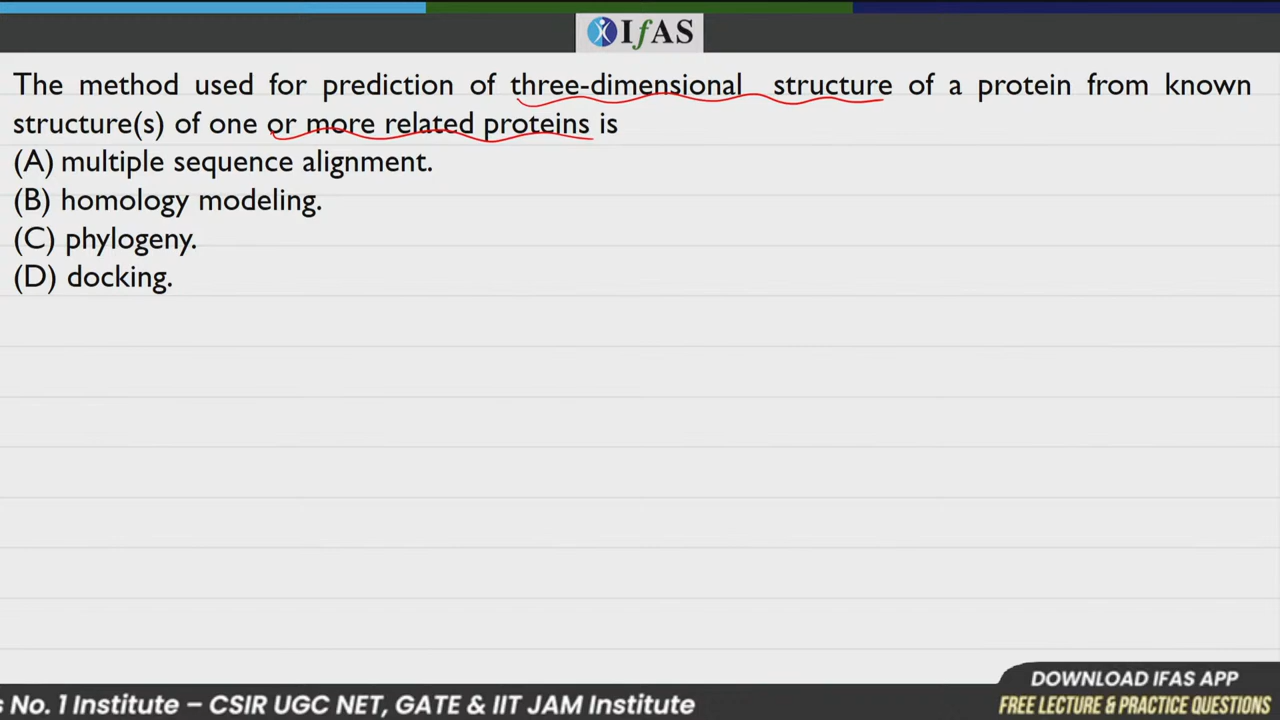 IfAS
The method used for prediction of three-dimensional structure of a protein from known
structure(s) of one or more related proteins is
(A) multiple sequence alignment.
(B) homology modeling.
(C) phylogeny.
(D) docking.
DOWNLOAD IFAS APP
s No. 1 Institute – CSIR UGC NET, GATE & IIT JAM Institute
FREE LECTURE & PRACTICE QUESTIONS